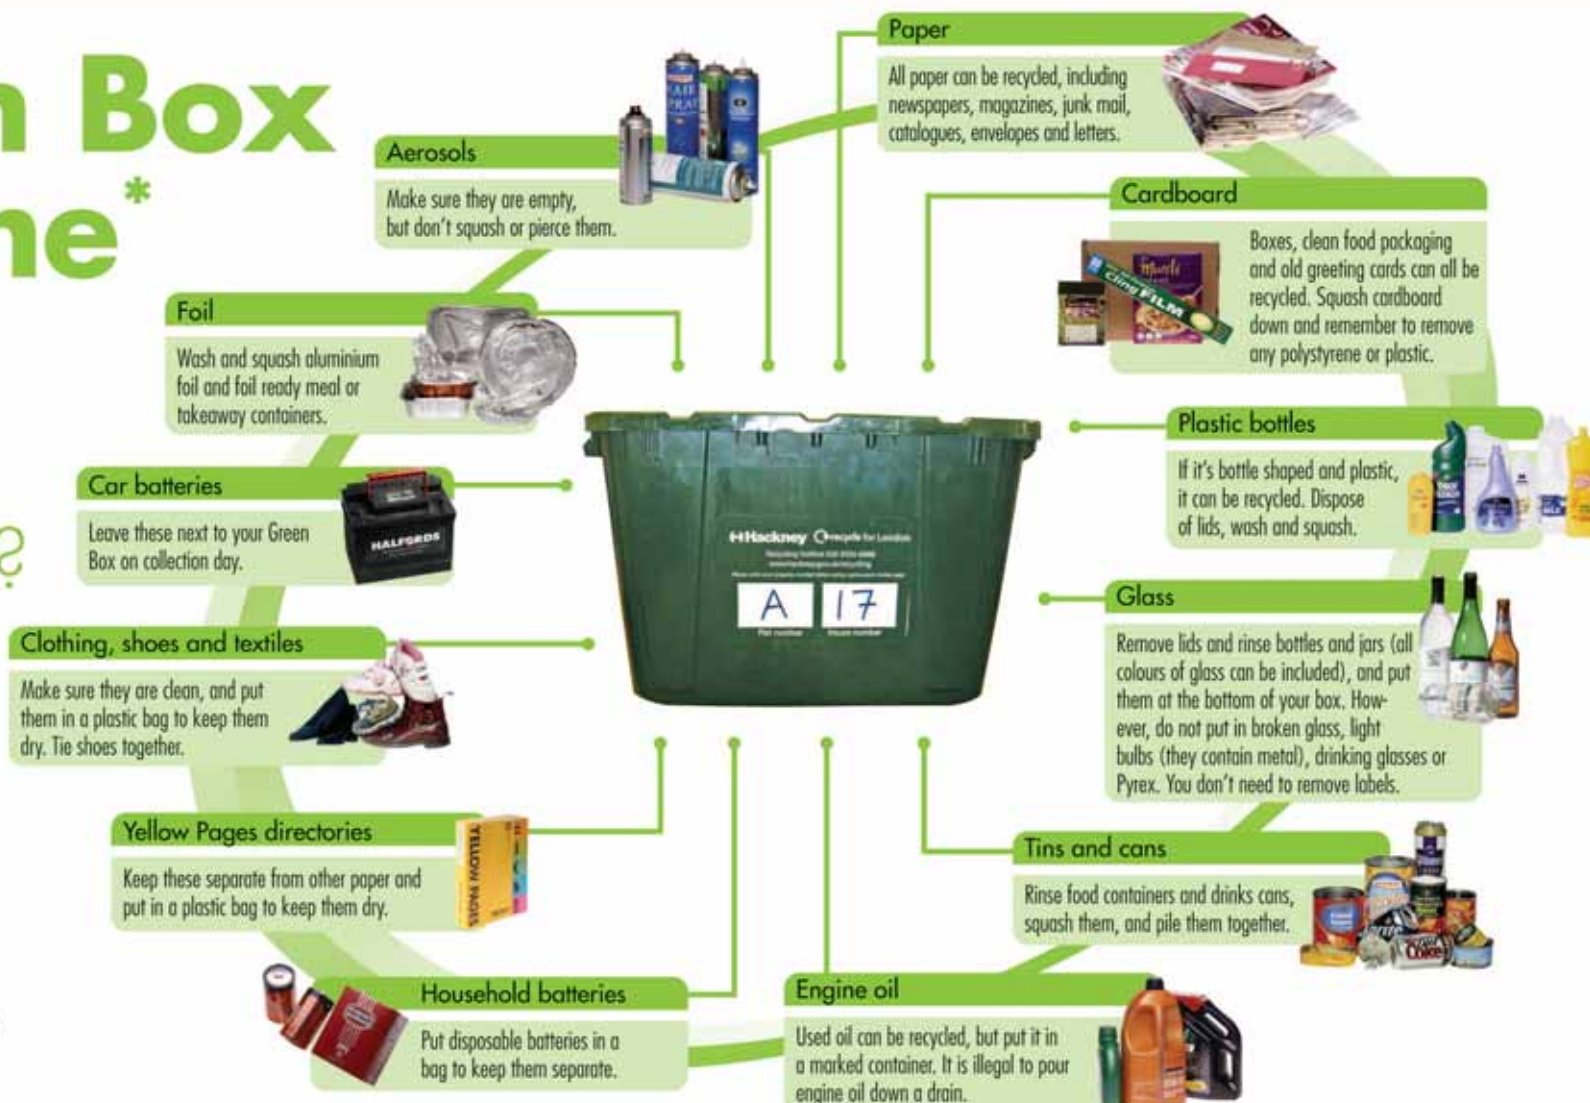 n Box
ne*
Paper
All paper can be recycled, including
newspapers, magazines, junk mail,
catalogues, envelopes and letters.
Aerosols
Make sure they are empty,
but don't squash or pierce them.
Cardboard
Boxes, clean food packaging
and old greeting cards can all be
recycled. Squash cardboard
down and remember to remove
any polystyrene or plastic.
Cling FILM
Foil
Wash and squash aluminium
foil and foil ready meal or
takeaway containers.
Plastic bottles
If it's bottle shaped and plastic,
it can be recycled. Dispose
of lids, wash and squash.
Car batteries
Leave these next to your Green
Box on collection day.
HALFORDS
?
Hackney recycle for London
A 17
Flat number House number
Glass
Remove lids and rinse bottles and jars (all
colours of glass can be included), and put
them at the bottom of your box. How-
ever, do not put in broken glass, light
bulbs (they contain metal), drinking glasses or
Pyrex. You don't need to remove labels.
Clothing, shoes and textiles
Make sure they are clean, and put
them in a plastic bag to keep them
dry. Tie shoes together.
Yellow Pages directories
Keep these separate from other paper and
put in a plastic bag to keep them dry.
YELLOW PAGES
Tins and cans
Rinse food containers and drinks cans,
squash them, and pile them together.
Sprite
Coke
Household batteries
Put disposable batteries in a
bag to keep them separate.
Engine oil
Used oil can be recycled, but put it in
a marked container. It is illegal to pour
engine oil down a drain.